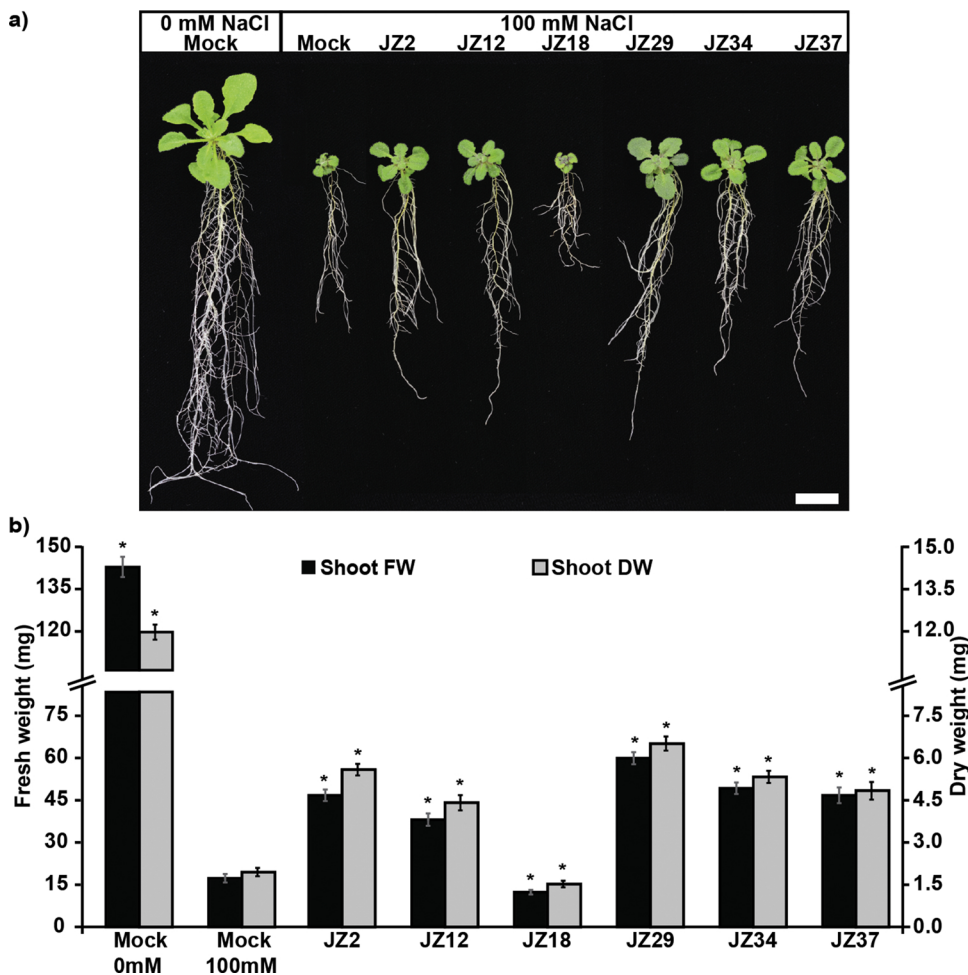 a)
0 mM NaCl
Mock
100 mM NaCl
Mock JZ2 JZ12 JZ18 JZ29 JZ34 JZ37
b)
Fresh weight (mg)
150
145
120
75
60
45
30
15
0
* * * * * * * * * * * * * *
Shoot FW
Shoot DW
15.0
13.5
12.0
7.5
6.0
4.5
3.0
1.5
0.0
Dry weight (mg)
Mock
0mM
Mock
100mM
JZ2 JZ12 JZ18 JZ29 JZ34 JZ37